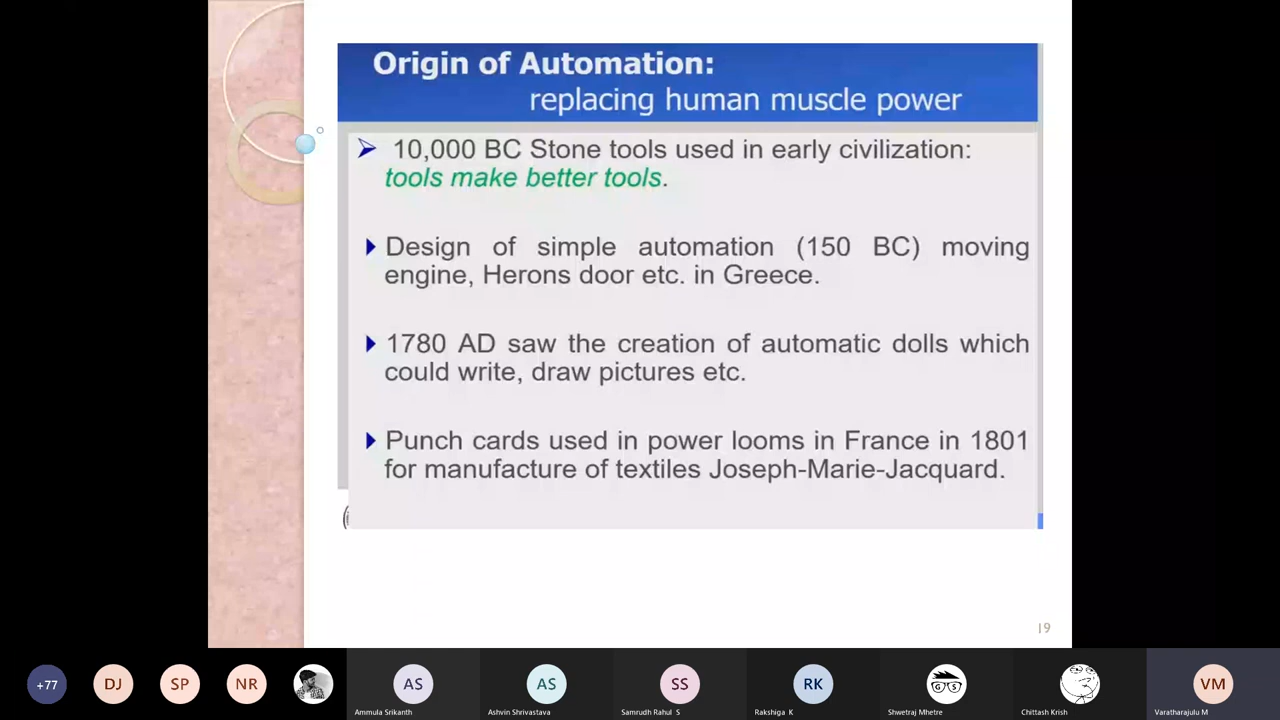 Origin of Automation:
replacing human muscle power
10,000 BC Stone tools used in early civilization:
tools make better tools.
Design of simple automation (150 BC) moving
engine, Herons door etc. in Greece.
1780 AD saw the creation of automatic dolls which
could write, draw pictures etc.
Punch cards used in power looms in France in 1801
for manufacture of textiles Joseph-Marie-Jacquard.
19
+77
DJ
SP
NR
AS
AS
SS
RK
GS
VM
Ammula Srikanth
Ashvin Shrivastava
Samrudh Rahul S
Rakshiga K
Shwetraj Mhetre
Chittash Krish
Varatharajulu M